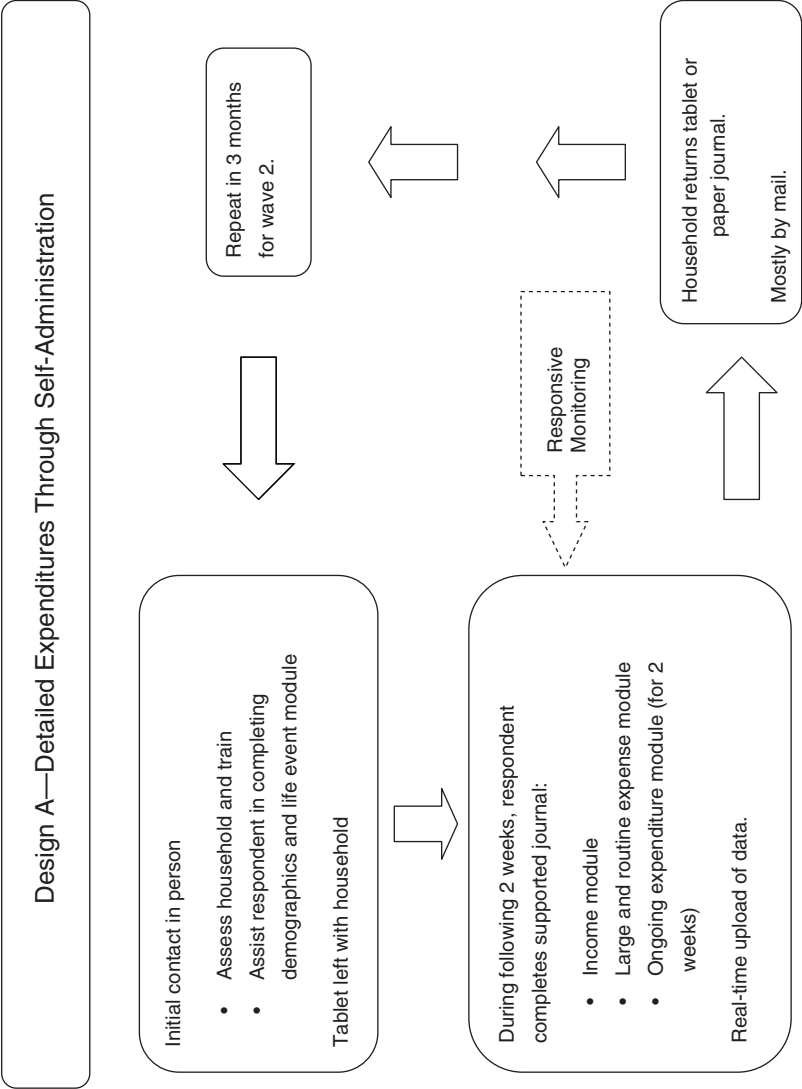 Design A—Detailed Expenditures Through Self-Administration
Initial contact in person
• Assess household and train
• Assist respondent in completing
demographics and life event module
Tablet left with household
During following 2 weeks, respondent
completes supported journal:
• Income module
• Large and routine expense module
• Ongoing expenditure module (for 2
weeks)
Real-time upload of data.
Responsive
Monitoring
Household returns tablet or
paper journal.
Mostly by mail.
Repeat in 3 months
for wave 2.